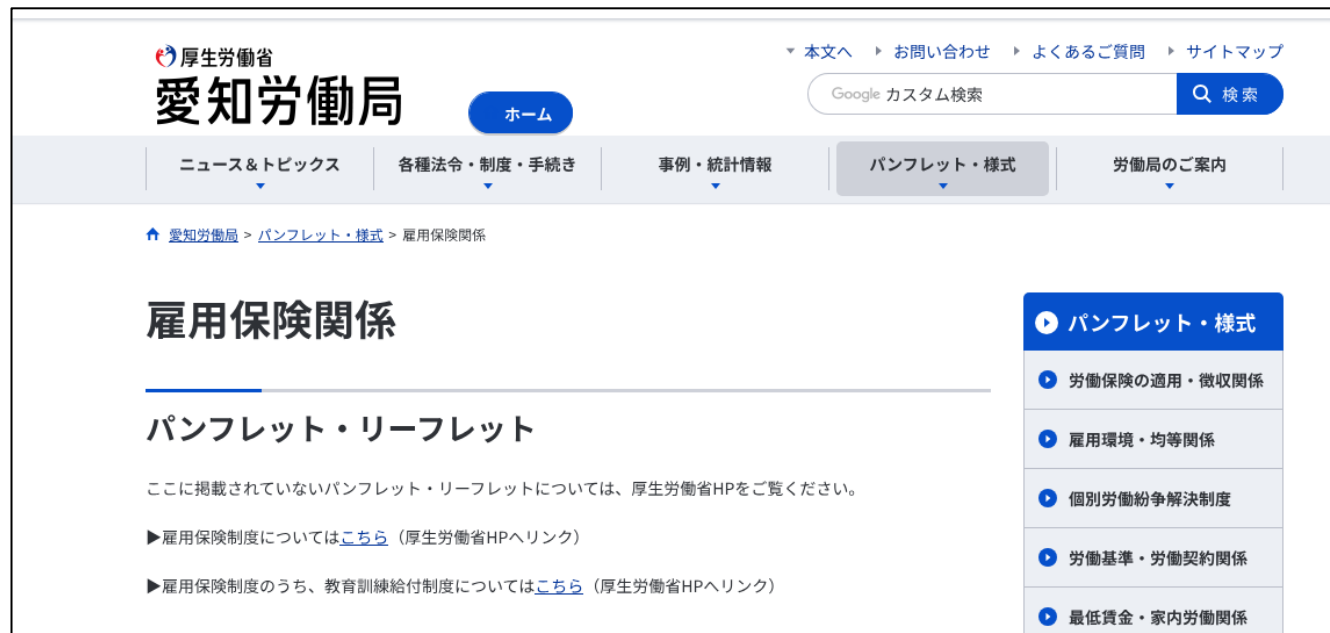 厚生労働省
愛知労働局
ホーム
本文へ お問い合わせ よくあるご質問 サイトマップ
Google カスタム検索 検索
ニュース＆トピックス 各種法令・制度・手続き 事例・統計情報 パンフレット・様式 労働局のご案内
愛知労働局 > パンフレット・様式 > 雇用保険関係
雇用保険関係
パンフレット・リーフレット
ここに掲載されていないパンフレット・リーフレットについては、厚生労働省HPをご覧ください。
▶雇用保険制度についてはこちら（厚生労働省HPへリンク）
▶雇用保険制度のうち、教育訓練給付制度についてはこちら（厚生労働省HPへリンク）
パンフレット・様式
労働保険の適用・徴収関係
雇用環境・均等関係
個別労働紛争解決制度
労働基準・労働契約関係
最低賃金・家内労働関係